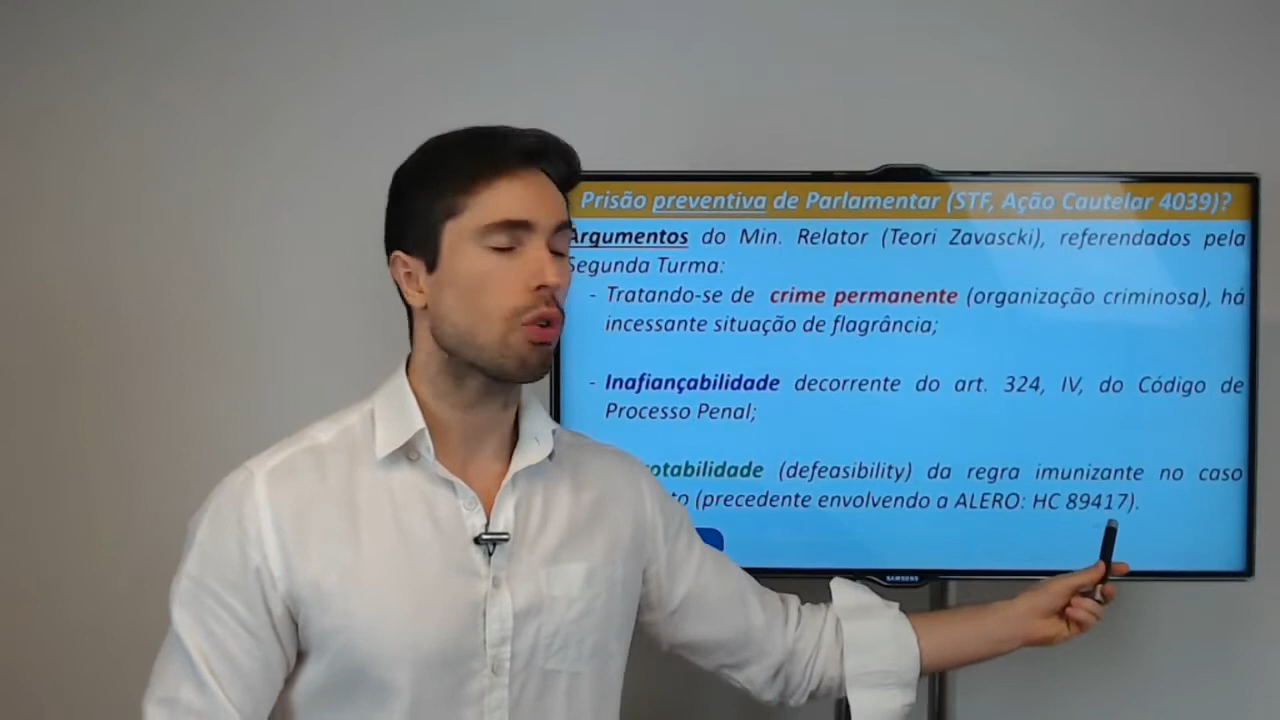 Prisão preventiva de Parlamentar (STF, Ação Cautelar 4039)?
Argumentos do Min. Relator (Teori Zavascki), referendados pela
Segunda Turma:
- Tratando-se de crime permanente (organização criminosa), há
incessante situação de flagrância;
- Inafiançabilidade decorrente do art. 324, IV, do Código de
Processo Penal;
rotabilidade (defeasibility) da regra imunizante no caso
to (precedente envolvendo a ALERO: HC 89417).
SAMSUNG